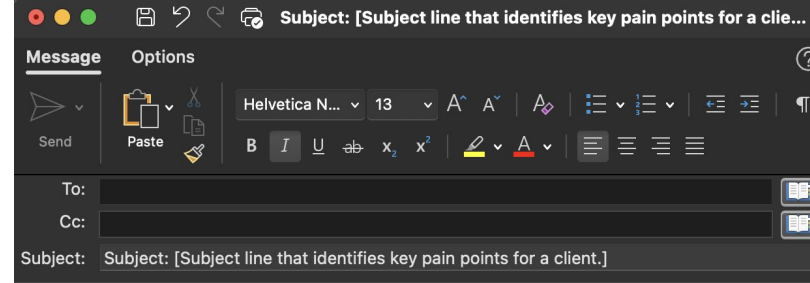 Subject: [Subject line that identifies key pain points for a clie...
Message Options
Helvetica N... 13 A A A
Send Paste B I U ab x2 x2 A
To:
Cc:
Subject: Subject: [Subject line that identifies key pain points for a client.]